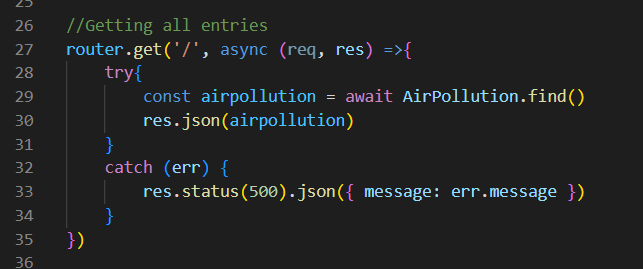 25
26 //Getting all entries
27 router.get('/', async (req, res) =>{
28     try{
29         const airpollution = await AirPollution.find()
30         res.json(airpollution)
31     }
32     catch (err) {
33         res.status(500).json({ message: err.message })
34     }
35 })
36